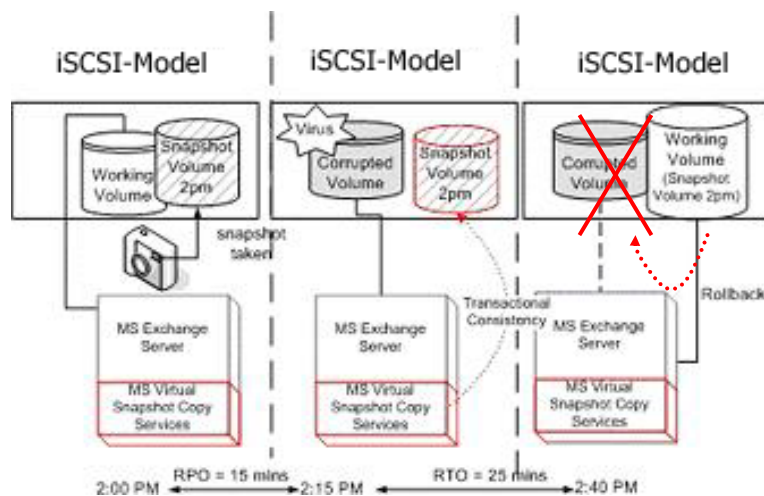 iSCSI-Model
Working
Volume
Snapshot
Volume
2pm
snapshot
taken
MS Exchange
Server
MS Virtual
Snapshot Copy
Services
iSCSI-Model
Virus
Corrupted
Volume
Snapshot
Volume
2pm
Transactional
Consistency
MS Exchange
Server
MS Virtual
Snapshot Copy
Services
iSCSI-Model
Corrupted
Volume
Working
Volume
(Snapshot
Volume 2pm)
Rollback
MS Exchange
Server
MS Virtual
Snapshot Copy
Services
2:00 PM
RPO = 15 mins
2:15 PM
RTO = 25 mins
2:40 PM